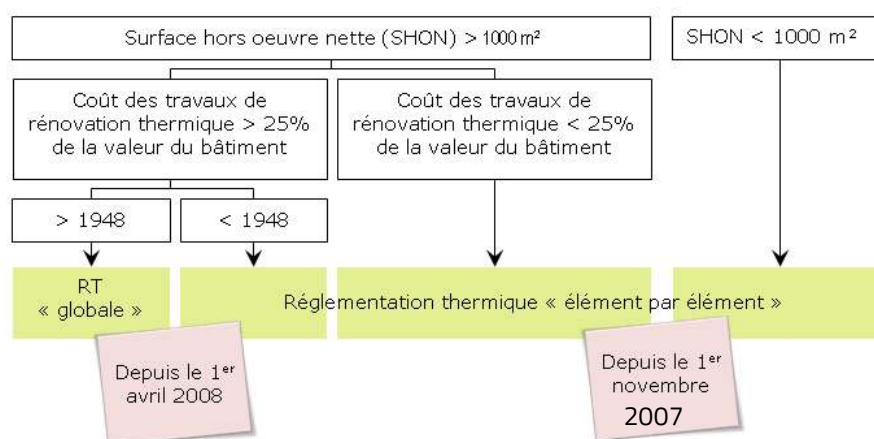 Surface hors oeuvre nette (SHON) > 1000 m²
SHON < 1000 m²
Coût des travaux de
rénovation thermique > 25%
de la valeur du bâtiment
Coût des travaux de
rénovation thermique < 25%
de la valeur du bâtiment
> 1948
< 1948
RT
« globale »
Réglementation thermique « élément par élément »
Depuis le 1er
avril 2008
Depuis le 1er
novembre
2007